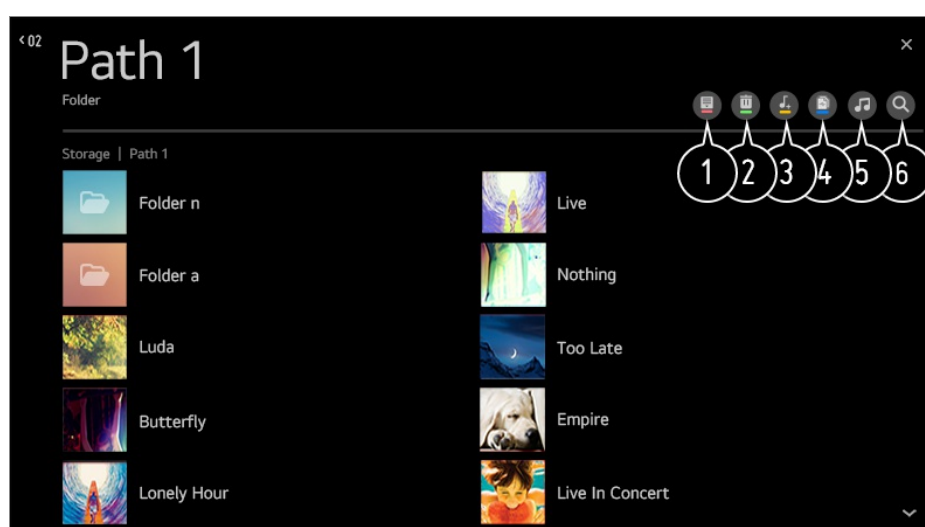 < 02
Path 1
Folder
1 2 3 4 5 6
Storage | Path 1
Folder n
Folder a
Luda
Butterfly
Lonely Hour
Live
Nothing
Too Late
Empire
Live In Concert